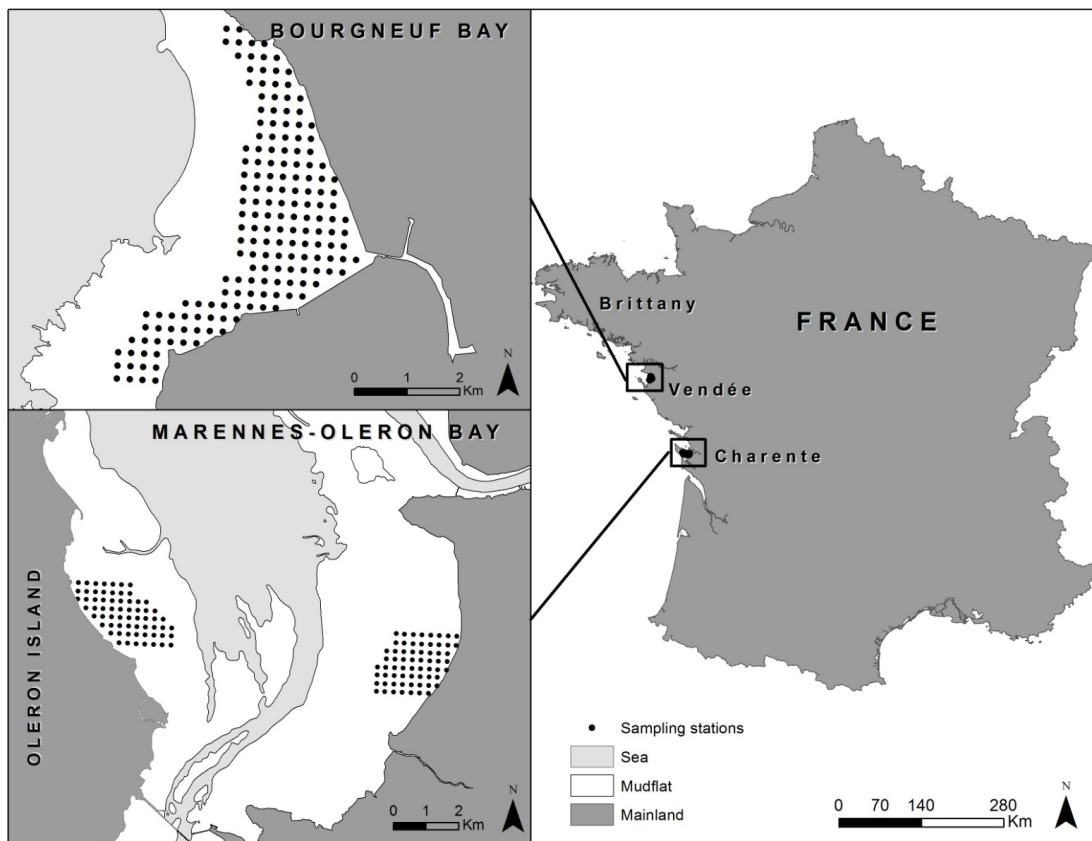 BOURGNEUF BAY
N
0 1 2
Km
MARENNES-OLERON BAY
OLERON ISLAND
N
0 1 2
Km
Brittany
FRANCE
Vendée
Charente
Sampling stations
Sea
Mudflat
Mainland
N
0 70 140 280
Km